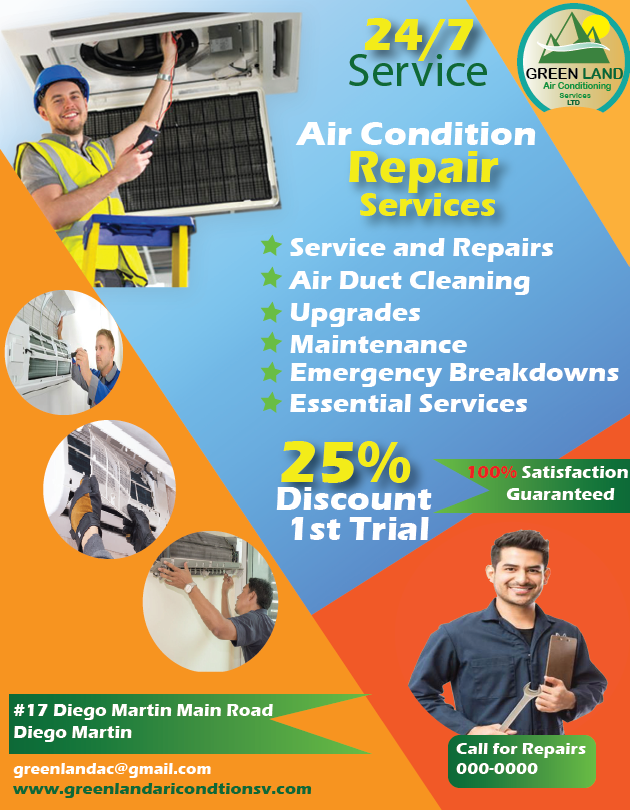 24/7
Service
GREEN LAND
Air Conditioning
Services
LTD
Air Condition
Repair
Services
Service and Repairs
Air Duct Cleaning
Upgrades
Maintenance
Emergency Breakdowns
Essential Services
25%
Discount
1st Trial
100% Satisfaction
Guaranteed
#17 Diego Martin Main Road
Diego Martin
greenlandac@gmail.com
www.greenlandaricondtionsv.com
Call for Repairs
000-0000